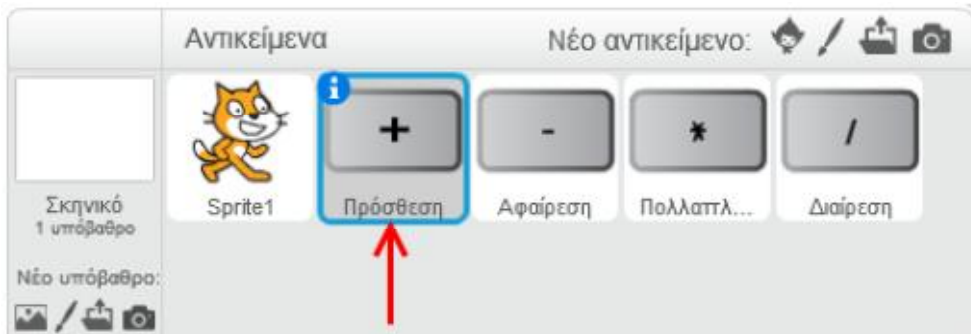 Αντικείμενα
Νέο αντικείμενο:
i
+
-
*
/
Sprite1
Πρόσθεση
Αφαίρεση
Πολλαπλ...
Διαίρεση
Σκηνικό
1 υπόβαθρο
Νέο υπόβαθρο: